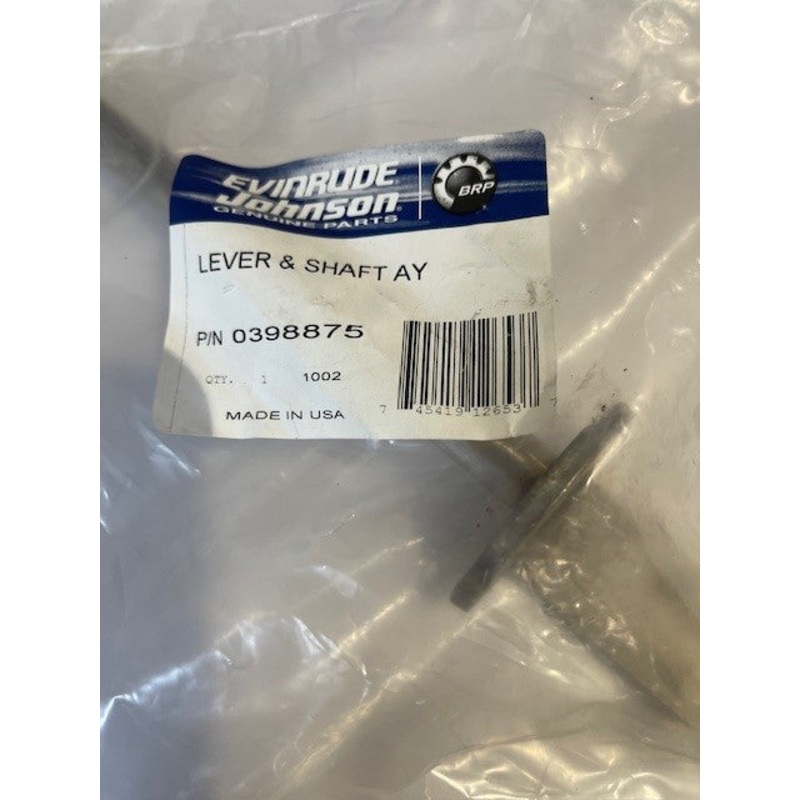 EVINRUDE
Johnson
GENUINE PARTS
BRP
LEVER & SHAFT AY
P/N 0398875
QTY. 1 1002
MADE IN USA
7 45419 12653 7